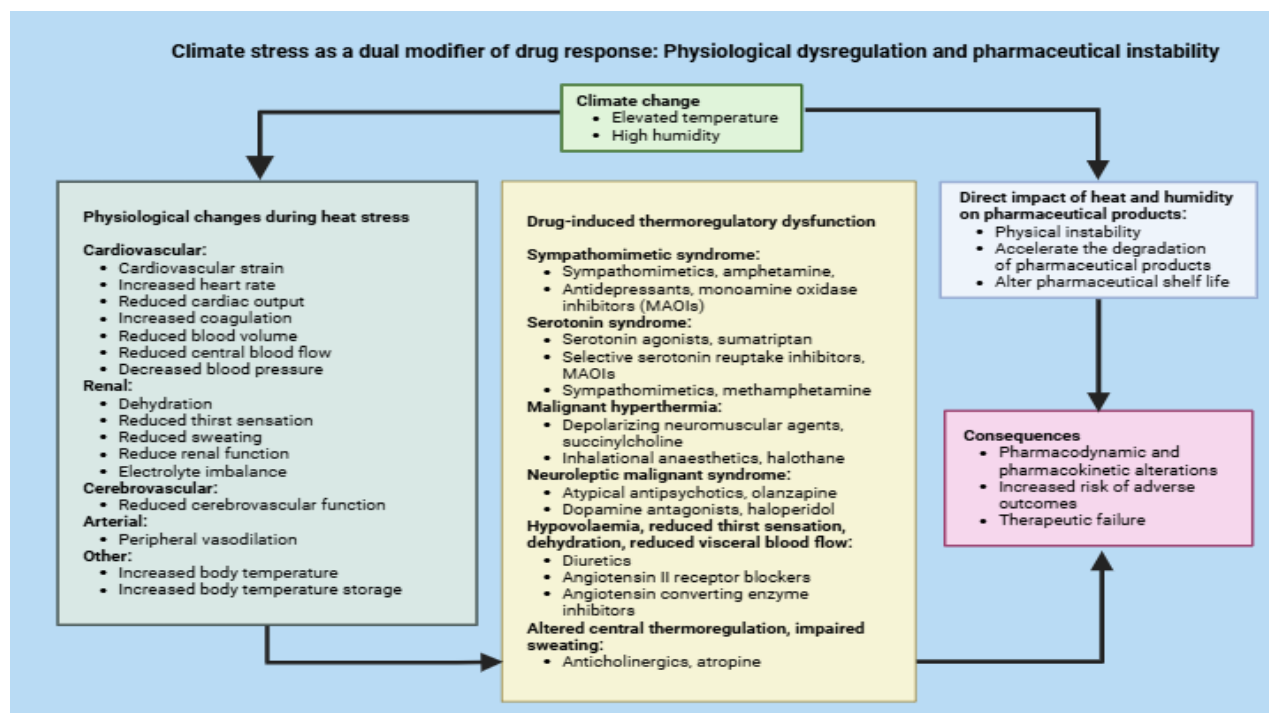 Climate stress as a dual modifier of drug response: Physiological dysregulation and pharmaceutical instability
Climate change
• Elevated temperature
• High humidity
Physiological changes during heat stress
Cardiovascular:
• Cardiovascular strain
• Increased heart rate
• Reduced cardiac output
• Increased coagulation
• Reduced blood volume
• Reduced central blood flow
• Decreased blood pressure
Renal:
• Dehydration
• Reduced thirst sensation
• Reduced sweating
• Reduce renal function
• Electrolyte imbalance
Cerebrovascular:
• Reduced cerebrovascular function
Arterial:
• Peripheral vasodilation
Other:
• Increased body temperature
• Increased body temperature storage
Drug-induced thermoregulatory dysfunction
Sympathomimetic syndrome:
• Sympathomimetics, amphetamine,
• Antidepressants, monoamine oxidase
inhibitors (MAOIs)
Serotonin syndrome:
• Serotonin agonists, sumatriptan
• Selective serotonin reuptake inhibitors,
MAOIs
• Sympathomimetics, methamphetamine
Malignant hyperthermia:
• Depolarizing neuromuscular agents,
succinylcholine
• Inhalational anaesthetics, halothane
Neuroleptic malignant syndrome:
• Atypical antipsychotics, olanzapine
• Dopamine antagonists, haloperidol
Hypovolaemia, reduced thirst sensation,
dehydration, reduced visceral blood flow:
• Diuretics
• Angiotensin II receptor blockers
• Angiotensin converting enzyme
inhibitors
Altered central thermoregulation, impaired
sweating:
• Anticholinergics, atropine
Direct impact of heat and humidity
on pharmaceutical products:
• Physical instability
• Accelerate the degradation
of pharmaceutical products
• Alter pharmaceutical shelf life
Consequences
• Pharmacodynamic and
pharmacokinetic alterations
• Increased risk of adverse
outcomes
• Therapeutic failure